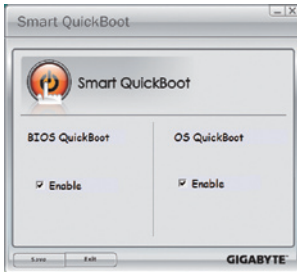 Smart QuickBoot
Smart QuickBoot
BIOS QuickBoot
OS QuickBoot
Enable
Enable
Save
Exit
GIGABYTE